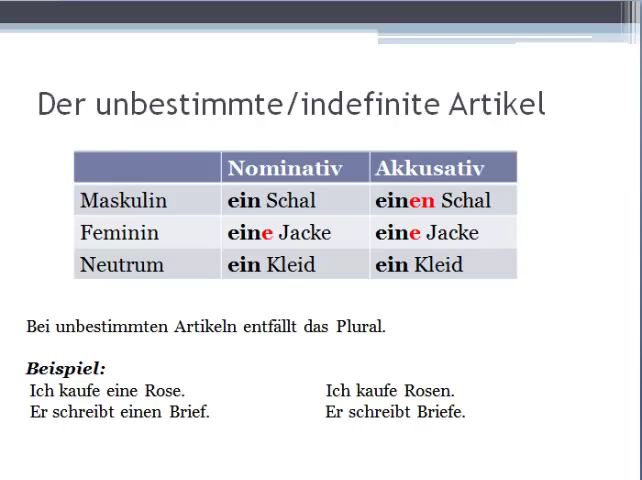 Der unbestimmte/indefinite Artikel
Nominativ Akkusativ
Maskulin ein Schal einen Schal
Feminin eine Jacke eine Jacke
Neutrum ein Kleid ein Kleid
Bei unbestimmten Artikeln entfällt das Plural.
Beispiel:
Ich kaufe eine Rose. Ich kaufe Rosen.
Er schreibt einen Brief. Er schreibt Briefe.